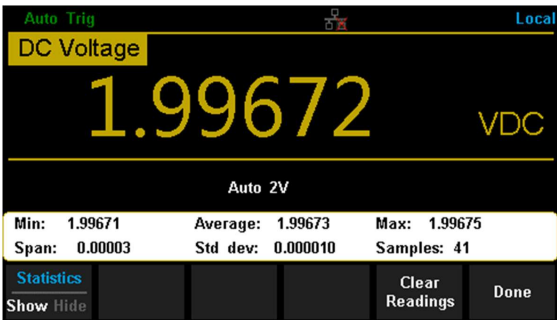 Auto Trig Local
DC Voltage
1.99672 VDC
Auto 2V
Min: 1.99671 Average: 1.99673 Max: 1.99675
Span: 0.00003 Std dev: 0.000010 Samples: 41
Statistics
Show Hide
Clear
Readings
Done